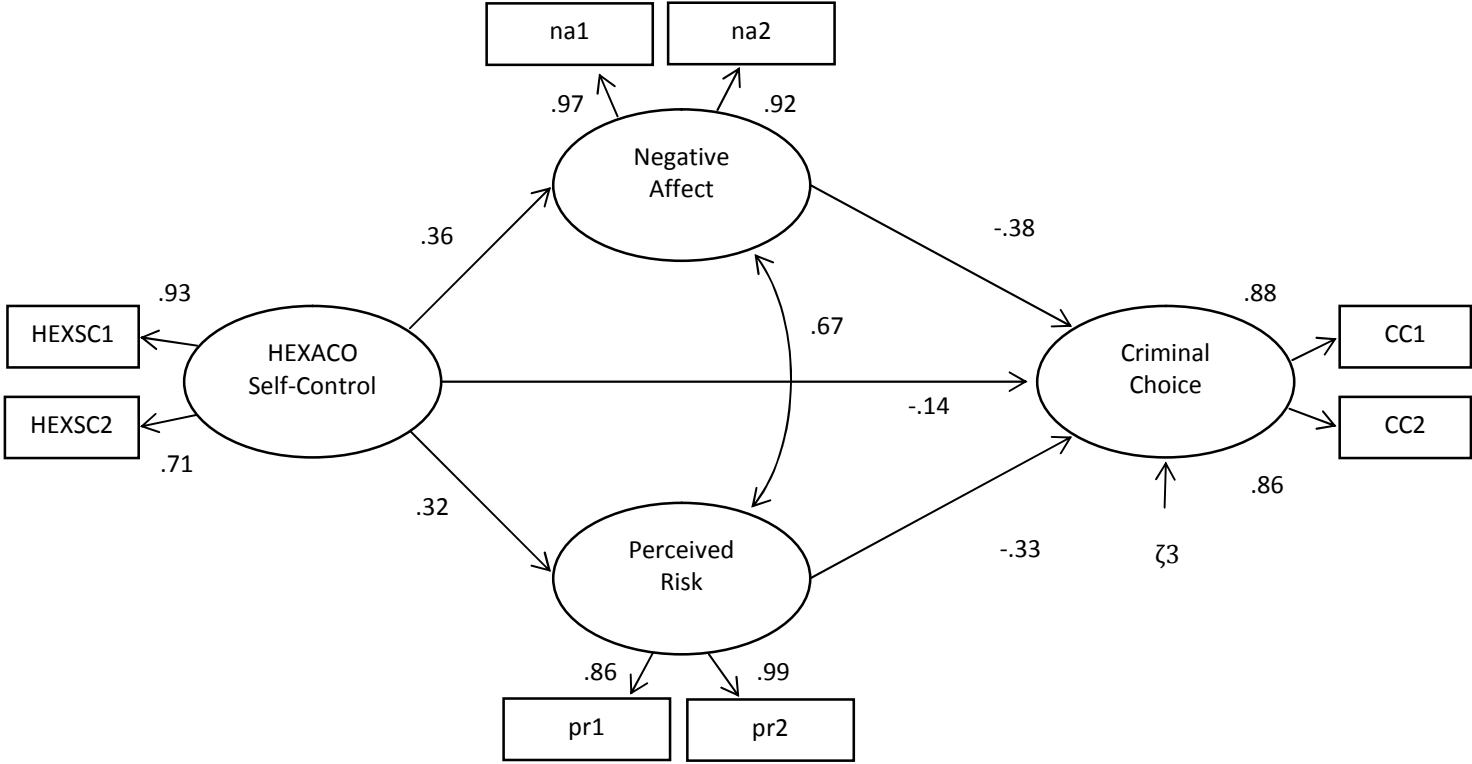 na1
na2
.97
.92
Negative
Affect
.36
-.38
.93
.88
HEXSC1
HEXACO
Self-Control
.67
Criminal
Choice
CC1
-.14
HEXSC2
CC2
.71
.86
.32
-.33
ζ3
Perceived
Risk
.86
.99
pr1
pr2